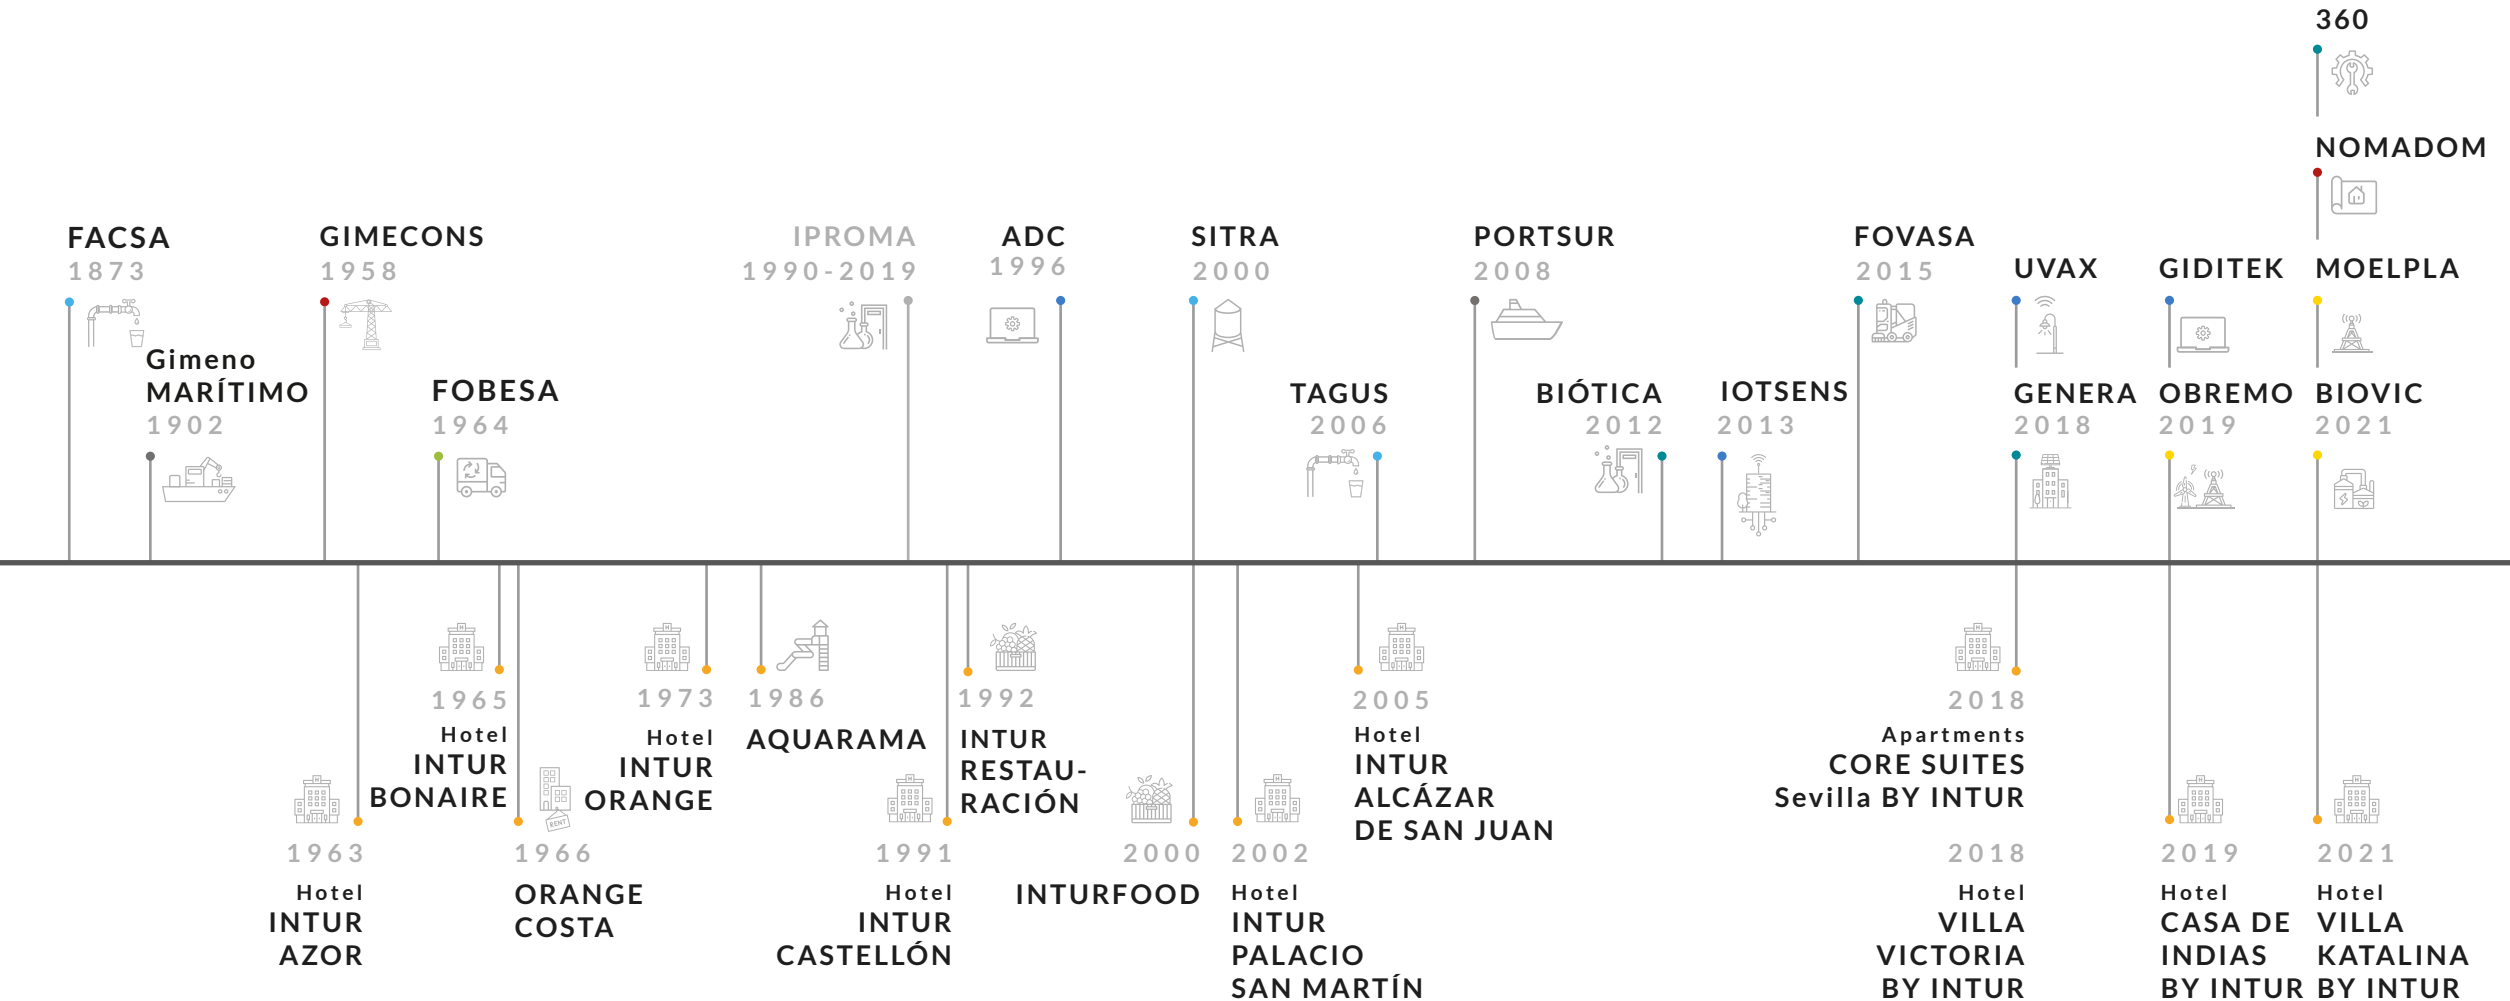 360
NOMADOM
FACSA
1873
Gimeno
MARÍTIMO
1902
GIMECONS
1958
FOBESA
1964
IPROMA
1990-2019
ADC
1996
SITRA
2000
TAGUS
2006
PORTSUR
2008
BIÓTICA
2012
IOTSENS
2013
FOVASA
2015
UVAX
GENERA
2018
GIDITEK
OBREMO
2019
MOELPLA
BIOVIC
2021
1963
Hotel
INTUR
AZOR
1965
Hotel
INTUR
BONAIRE
RENT
1966
ORANGE
COSTA
1973
Hotel
INTUR
ORANGE
1986
AQUARAMA
1991
Hotel
INTUR
CASTELLÓN
1992
INTUR
RESTAU-
RACIÓN
2000
INTURFOOD
2002
Hotel
INTUR
PALACIO
SAN MARTÍN
2005
Hotel
INTUR
ALCÁZAR
DE SAN JUAN
2018
Apartments
CORE SUITES
Sevilla BY INTUR
2018
Hotel
VILLA
VICTORIA
BY INTUR
2019
Hotel
CASA DE
INDIAS
BY INTUR
2021
Hotel
VILLA
KATALINA
BY INTUR